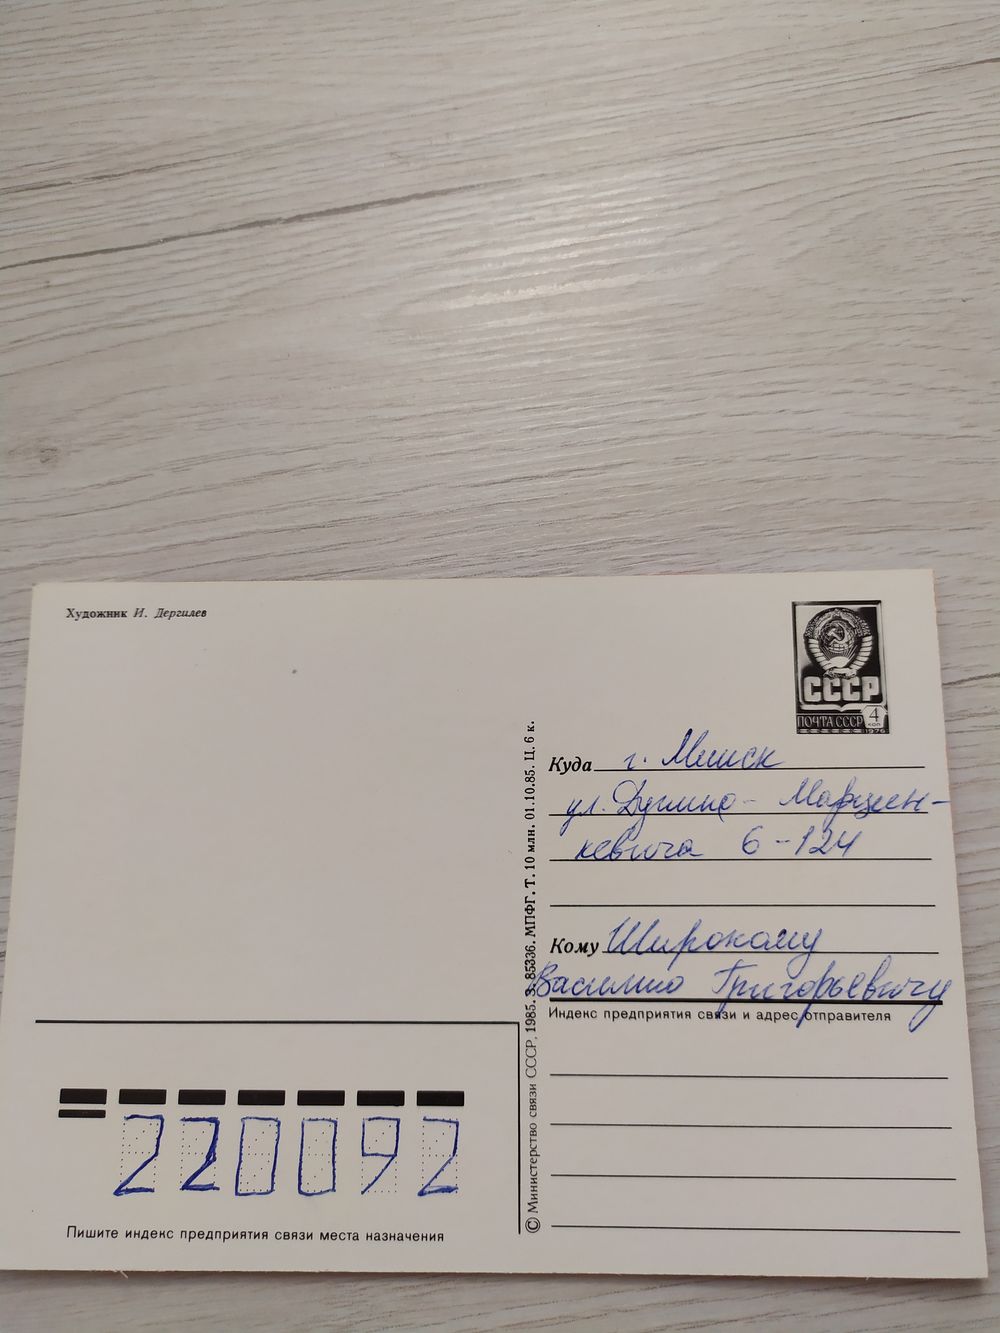 Художник И. Дергилев
СССР
ПОЧТА СССР 4 КОП
1976
Куда г. Минск
ул. Дунина-Марцен-
кевича 6-124
Кому Широкому
Василию Григорьевичу
Индекс предприятия связи и адрес отправителя
© Министерство связи СССР, 1985. З. 85336. МПФГ. Т. 10 млн. 01.10.85. Ц. 6 к.
220092
Пишите индекс предприятия связи места назначения